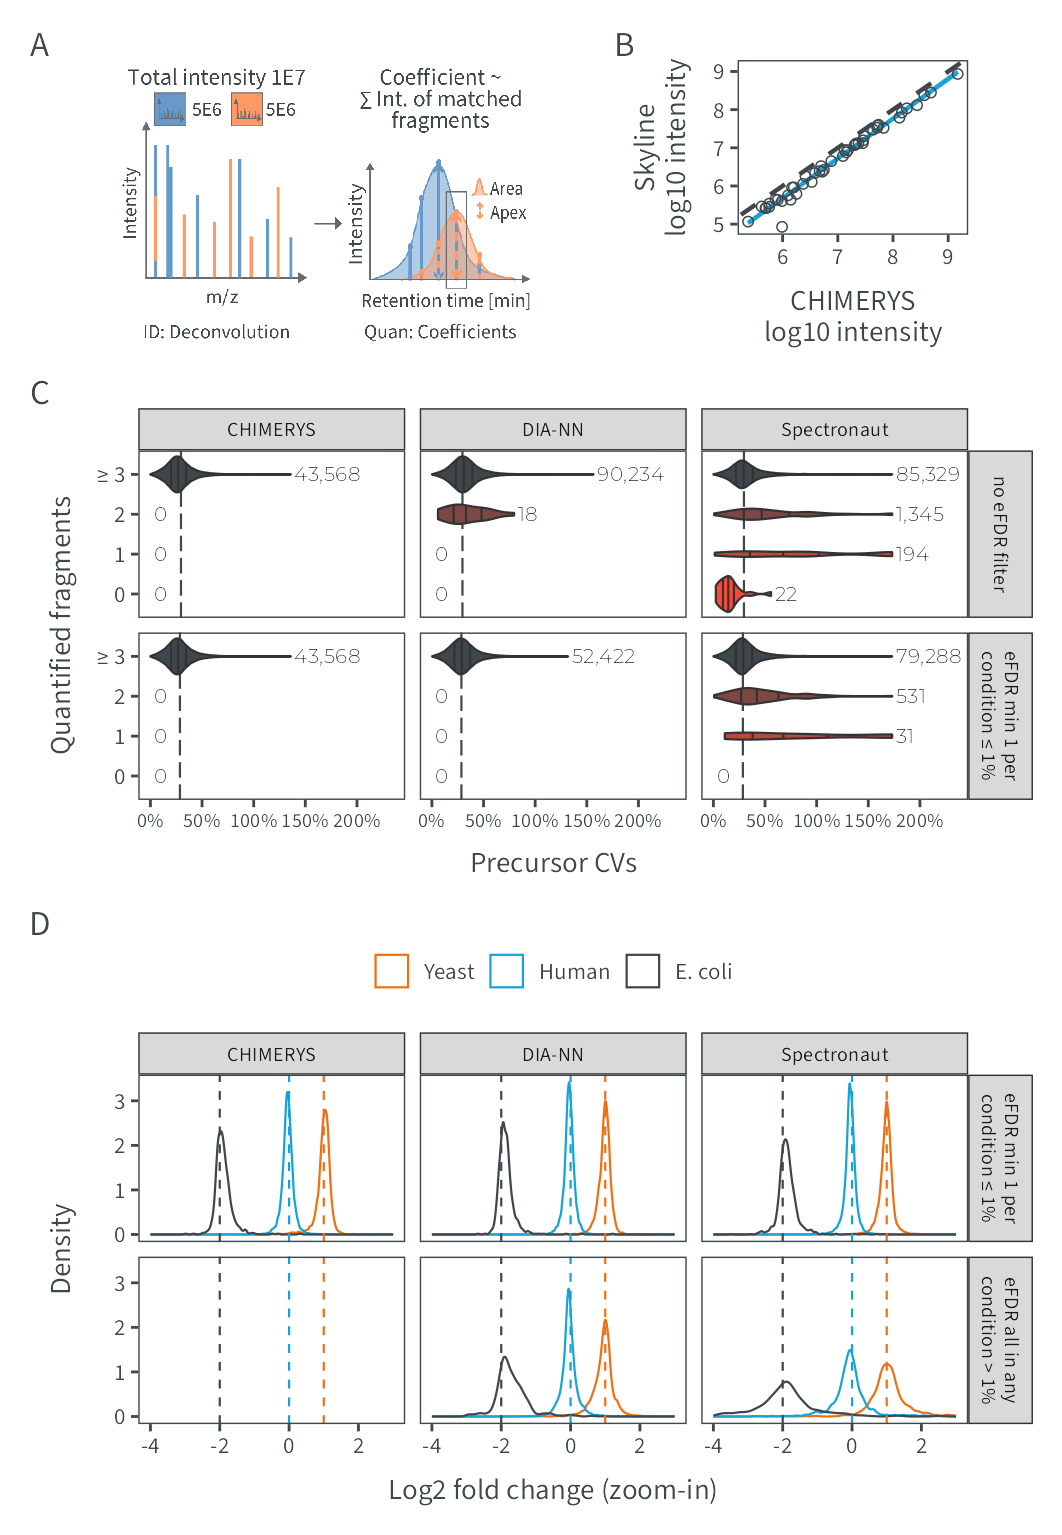 A
Total intensity 1E7
5E6
5E6
Intensity
m/z
ID: Deconvolution
Coefficient ~
∑ Int. of matched
fragments
Intensity
Area
Apex
Retention time [min]
Quan: Coefficients
B
Skyline
log10 intensity
9
8
7
6
5
6 7 8 9
CHIMERYS
log10 intensity
C
CHIMERYS DIA-NN Spectronaut
Quantified fragments
≥ 3 43,568 90,234 85,329
2 0 18 1,345
1 0 0 194
0 0 0 22
no eFDR filter
≥ 3 43,568 52,422 79,288
2 0 0 531
1 0 0 31
0 0 0 0
eFDR min 1 per
condition ≤ 1%
0% 50% 100% 150% 200% 0% 50% 100% 150% 200% 0% 50% 100% 150% 200%
Precursor CVs
D
Yeast Human E. coli
CHIMERYS DIA-NN Spectronaut
Density
3
2
1
0
eFDR min 1 per
condition ≤ 1%
3
2
1
0
eFDR all in any
condition > 1%
-4 -2 0 2 -4 -2 0 2 -4 -2 0 2
Log2 fold change (zoom-in)